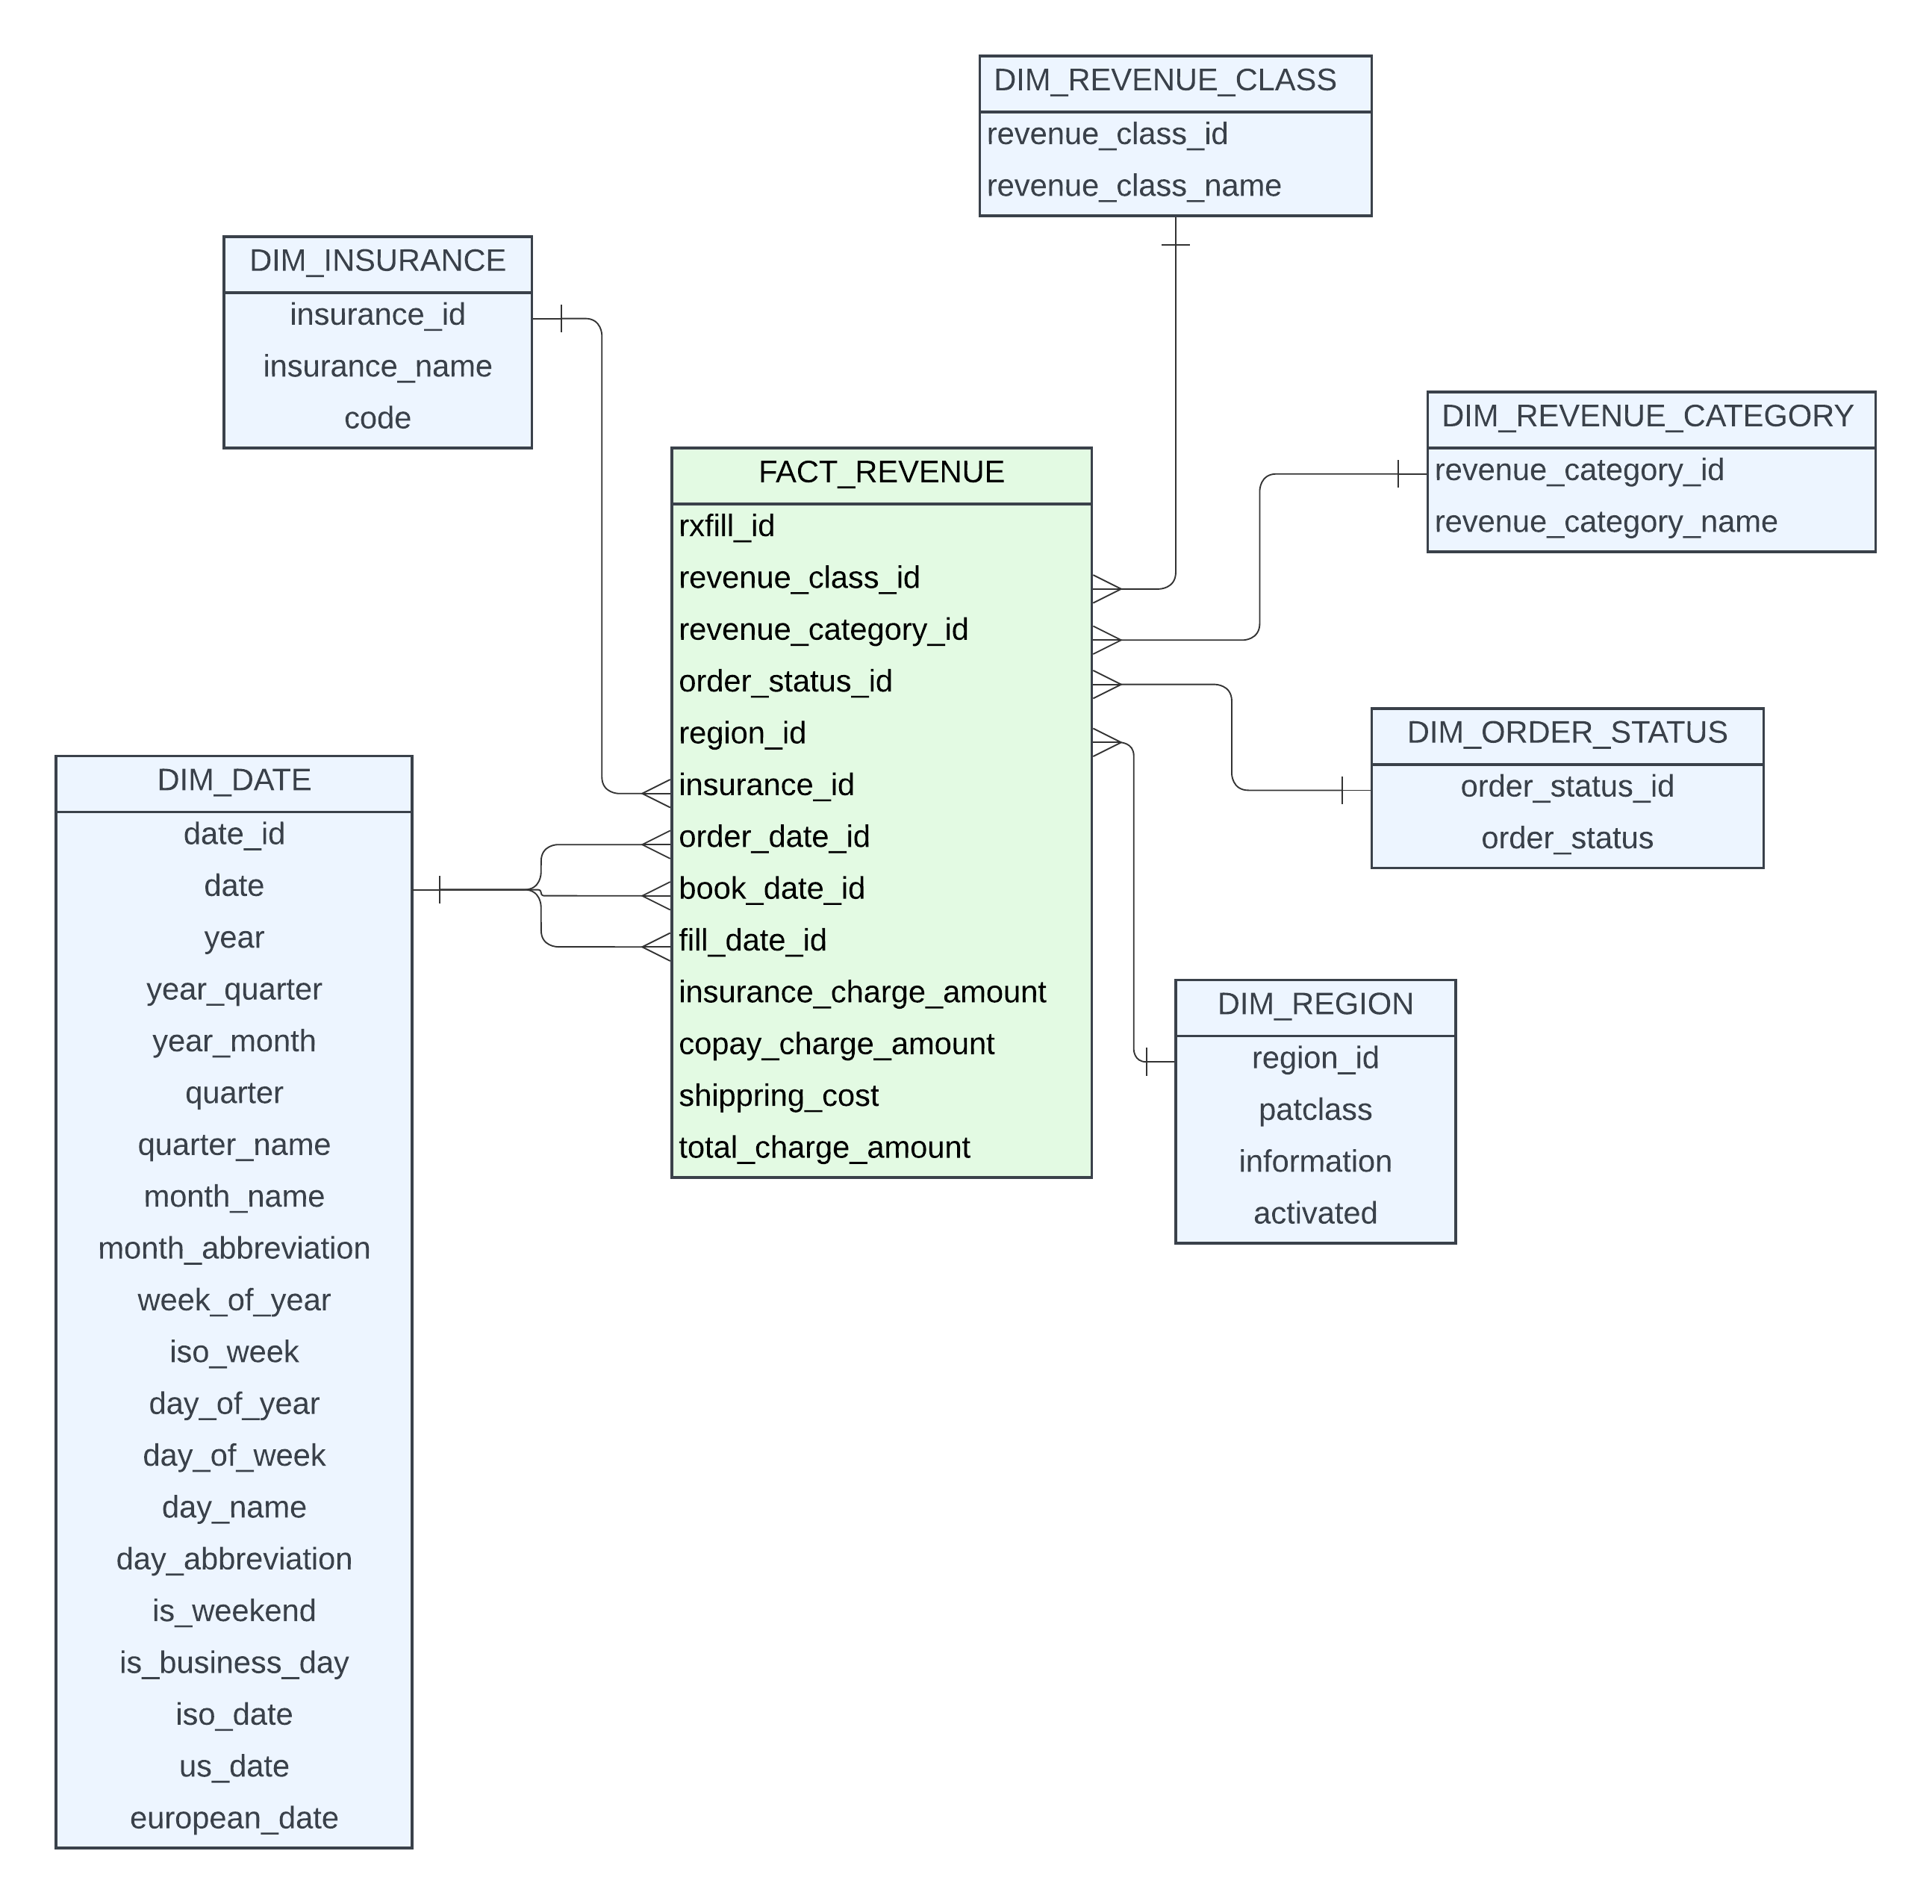 DIM_REVENUE_CLASS
revenue_class_id
revenue_class_name
DIM_INSURANCE
insurance_id
insurance_name
code
DIM_REVENUE_CATEGORY
revenue_category_id
revenue_category_name
FACT_REVENUE
rxfill_id
revenue_class_id
revenue_category_id
order_status_id
region_id
insurance_id
order_date_id
book_date_id
fill_date_id
insurance_charge_amount
copay_charge_amount
shippring_cost
total_charge_amount
DIM_ORDER_STATUS
order_status_id
order_status
DIM_DATE
date_id
date
year
year_quarter
year_month
quarter
quarter_name
month_name
month_abbreviation
week_of_year
iso_week
day_of_year
day_of_week
day_name
day_abbreviation
is_weekend
is_business_day
iso_date
us_date
european_date
DIM_REGION
region_id
patclass
information
activated